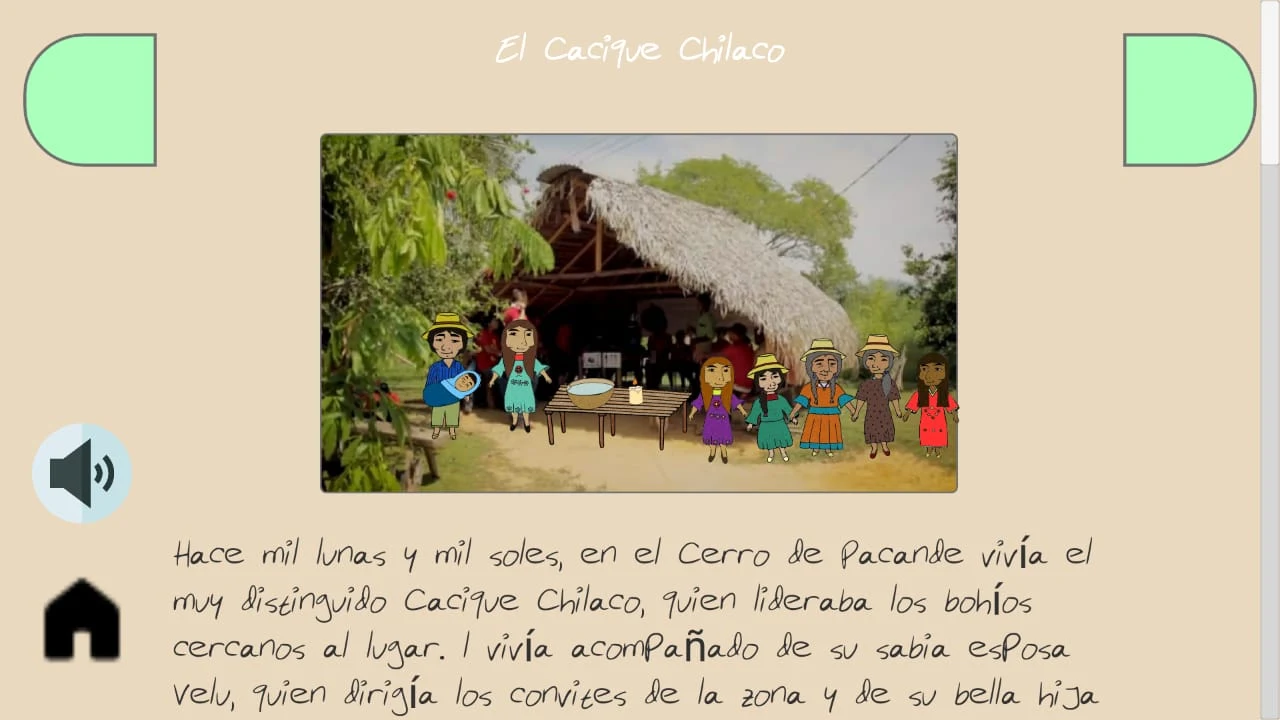 El Cacique Chilaco
Hace mil lunas y mil soles, en el Cerro de Pacande vivía el
muy distinguido Cacique Chilaco, quien lideraba los bohíos
cercanos al lugar. I vivía acompañado de su sabia esposa
Velu, quien dirigía los convites de la zona y de su bella hija